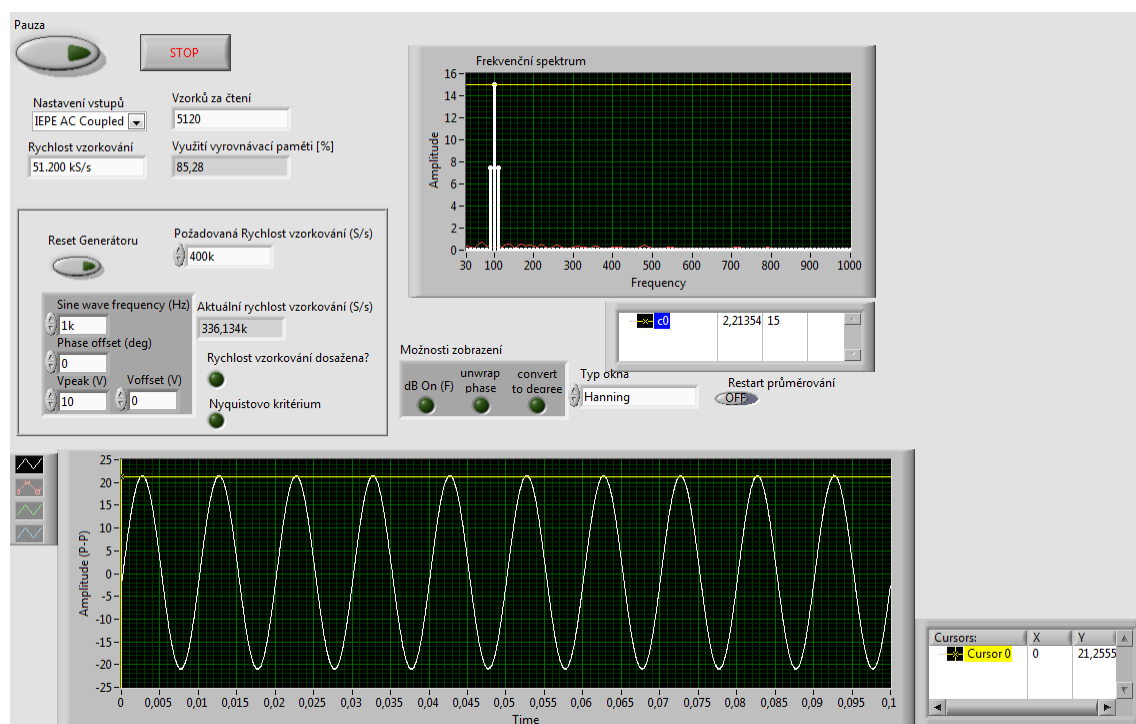 Pauza
STOP
Nastavení vstupů
IEPE AC Coupled
Vzorků za čtení
5120
Rychlost vzorkování
51.200 kS/s
Využití vyrovnávací paměti [%]
85,28
Reset Generátoru
Požadovaná Rychlost vzorkování (S/s)
400k
Sine wave frequency (Hz)
1k
Phase offset (deg)
0
Vpeak (V)
10
Voffset (V)
0
Aktuální rychlost vzorkování (S/s)
336,134k
Rychlost vzorkování dosažena?
Nyquistovo kritérium
Frekvenční spektrum
Amplitude
16
14
12
10
8
6
4
2
0
30 100 200 300 400 500 600 700 800 900 1000
Frequency
c0 2,21354 15
Možnosti zobrazení
dB On (F)
unwrap
phase
convert
to degree
Typ okna
Hanning
Restart průměrování
OFF
Amplitude (P-P)
25
20
15
10
5
0
-5
-10
-15
-20
-25
0 0,005 0,01 0,015 0,02 0,025 0,03 0,035 0,04 0,045 0,05 0,055 0,06 0,065 0,07 0,075 0,08 0,085 0,09 0,095 0,1
Time
Cursors: X Y
Cursor 0 0 21,2555